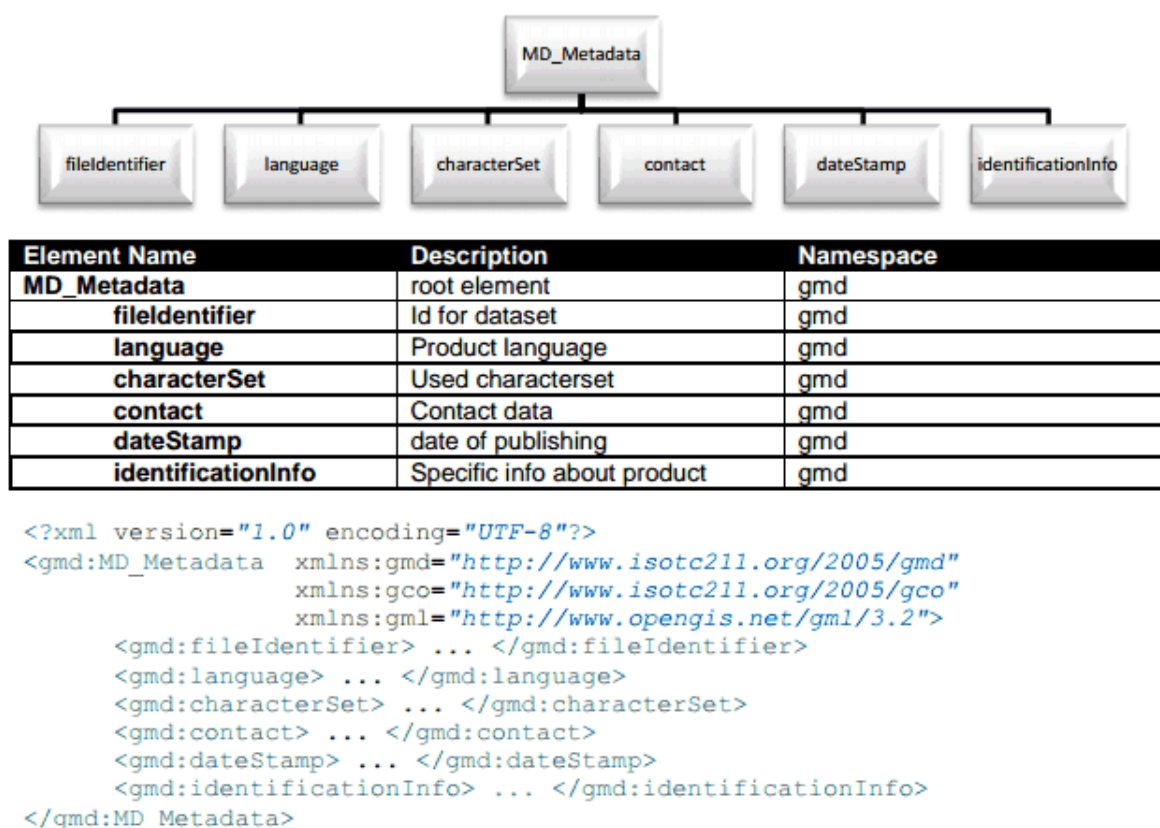 MD_Metadata
fileIdentifier language characterSet contact dateStamp identificationInfo
Element Name Description Namespace
MD_Metadata root element gmd
fileIdentifier Id for dataset gmd
language Product language gmd
characterSet Used characterset gmd
contact Contact data gmd
dateStamp date of publishing gmd
identificationInfo Specific info about product gmd
<?xml version="1.0" encoding="UTF-8"?>
<gmd:MD_Metadata xmlns:gmd="http://www.isotc211.org/2005/gmd"
xmlns:gco="http://www.isotc211.org/2005/gco"
xmlns:gml="http://www.opengis.net/gml/3.2">
<gmd:fileIdentifier> ... </gmd:fileIdentifier>
<gmd:language> ... </gmd:language>
<gmd:characterSet> ... </gmd:characterSet>
<gmd:contact> ... </gmd:contact>
<gmd:dateStamp> ... </gmd:dateStamp>
<gmd:identificationInfo> ... </gmd:identificationInfo>
</gmd:MD_Metadata>